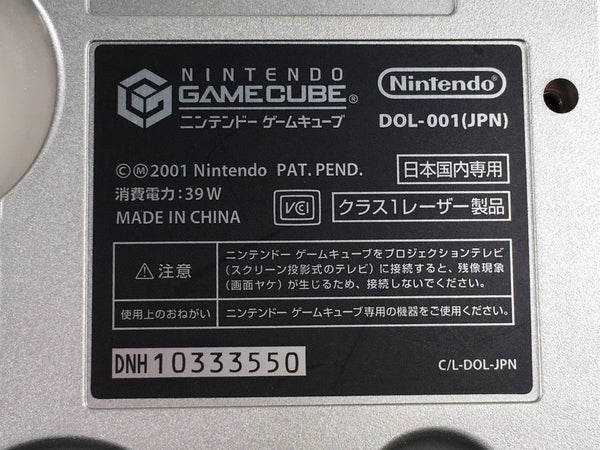 NINTENDO
GAMECUBE®
ニンテンドー ゲームキューブ
Nintendo®
DOL-001(JPN)
©Ⓜ2001 Nintendo PAT. PEND.
日本国内専用
消費電力:39W
MADE IN CHINA
VCI
クラス1レーザー製品
⚠注意
ニンテンドー ゲームキューブをプロジェクションテレビ
(スクリーン投影式のテレビ)に接続すると、残像現象
(画面ヤケ)が生じるため、接続しないでください。
使用上のおねがい
ニンテンドー ゲームキューブ専用の機器をご使用ください。
DNH10333550
C/L-DOL-JPN